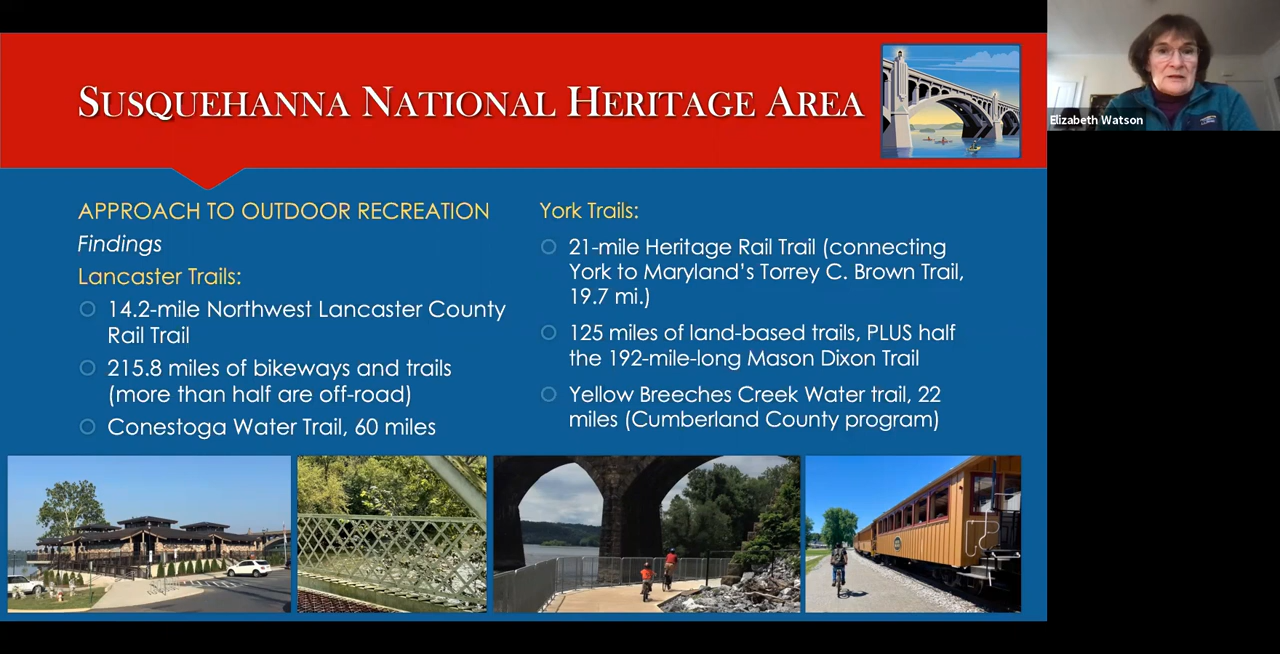 SUSQUEHANNA NATIONAL HERITAGE AREA
Elizabeth Watson
APPROACH TO OUTDOOR RECREATION
Findings
Lancaster Trails:
14.2-mile Northwest Lancaster County
Rail Trail
215.8 miles of bikeways and trails
(more than half are off-road)
Conestoga Water Trail, 60 miles
York Trails:
21-mile Heritage Rail Trail (connecting
York to Maryland’s Torrey C. Brown Trail,
19.7 mi.)
125 miles of land-based trails, PLUS half
the 192-mile-long Mason Dixon Trail
Yellow Breeches Creek Water trail, 22
miles (Cumberland County program)